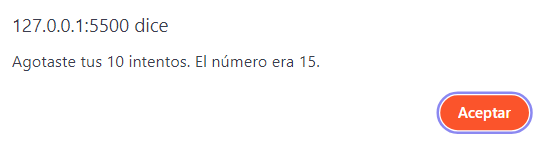 127.0.0.1:5500 dice
Agotaste tus 10 intentos. El número era 15.
Aceptar